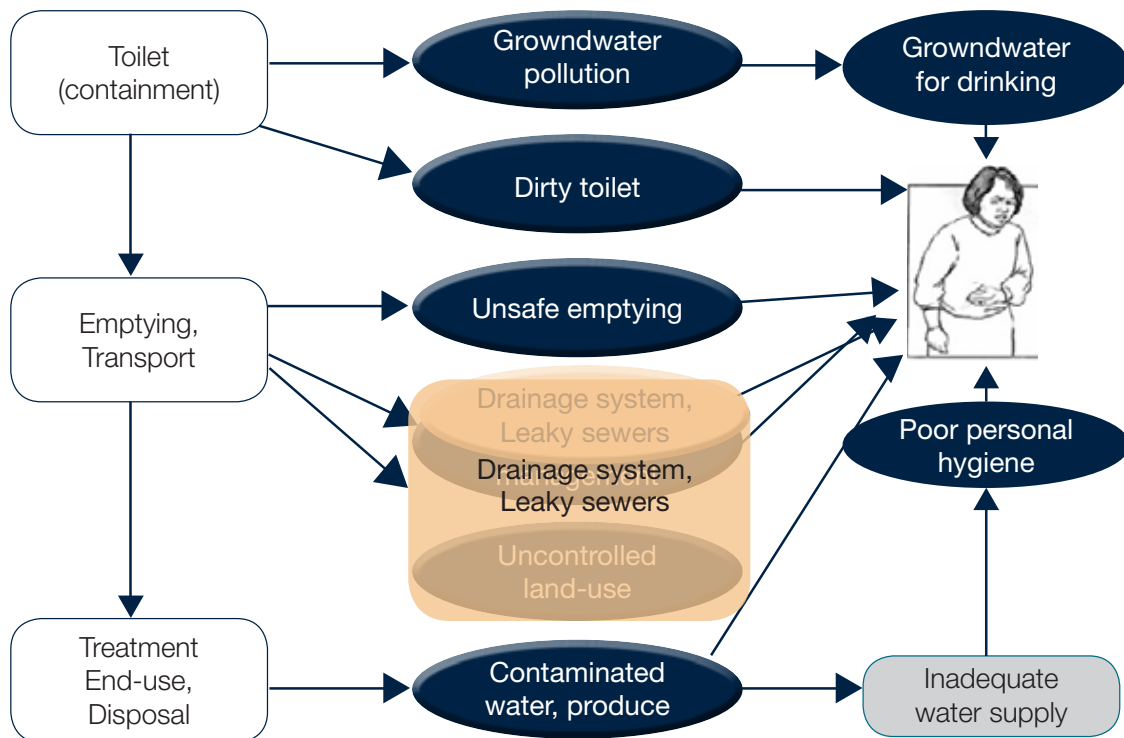 Toilet
(containment)
Growndwater
pollution
Growndwater
for drinking
Dirty toilet
Emptying,
Transport
Unsafe emptying
Drainage system,
Leaky sewers
Drainage system,
management
Leaky sewers
Poor personal
hygiene
Uncontrolled
land-use
Treatment
End-use,
Disposal
Contaminated
water, produce
Inadequate
water supply